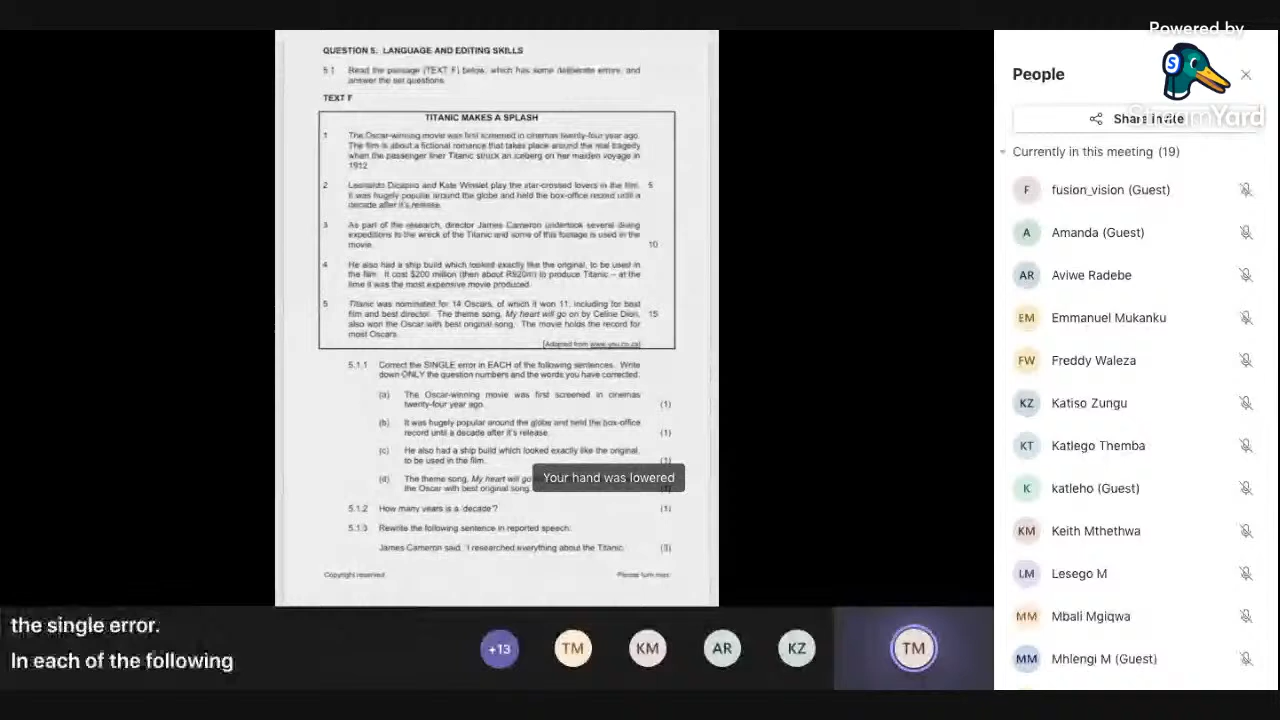 Powered by
StreamYard
QUESTION 5: LANGUAGE AND EDITING SKILLS
5.1 Read the passage (TEXT F) below, which has some deliberate errors, and
answer the set questions.
TEXT F
TITANIC MAKES A SPLASH
1 The Oscar-winning movie was first screened in cinemas twenty-four year ago.
The film is about a fictional romance that takes place around the real tragedy
when the passenger liner Titanic struck an iceberg on her maiden voyage in
1912.
2 Leonardo Dicaprio and Kate Winslet play the star-crossed lovers in the film. 5
It was hugely popular around the globe and held the box-office record until a
decade after it's release.
3 As part of the research, director James Cameron undertook several diving
expeditions to the wreck of the Titanic and some of this footage is used in the
movie. 10
4 He also had a ship build which looked exactly like the original, to be used in
the film. It cost $200 million (then about R920m) to produce Titanic – at the
time it was the most expensive movie produced.
5 Titanic was nominated for 14 Oscars, of which it won 11, including for best
film and best director. The theme song, My heart will go on by Celine Dion, 15
also won the Oscar with best original song. The movie holds the record for
most Oscars.
[Adapted from www.you.co.za]
5.1.1 Correct the SINGLE error in EACH of the following sentences. Write
down ONLY the question numbers and the words you have corrected.
(a) The Oscar-winning movie was first screened in cinemas
twenty-four year ago. (1)
(b) It was hugely popular around the globe and held the box-office
record until a decade after it's release. (1)
(c) He also had a ship build which looked exactly like the original,
to be used in the film. (1)
(d) The theme song, My heart will go
the Oscar with best original song.
Your hand was lowered
5.1.2 How many years is a 'decade'? (1)
5.1.3 Rewrite the following sentence in reported speech:
James Cameron said, 'I researched everything about the Titanic. (3)
Copyright reserved Please turn over
the single error.
In each of the following
+13 TM KM AR KZ TM
People
Share invite
Currently in this meeting (19)
F fusion_vision (Guest)
A Amanda (Guest)
AR Aviwe Radebe
EM Emmanuel Mukanku
FW Freddy Waleza
KZ Katiso Zungu
KT Katlego Themba
K katleho (Guest)
KM Keith Mthethwa
LM Lesego M
MM Mbali Mgiqwa
MM Mhlengi M (Guest)